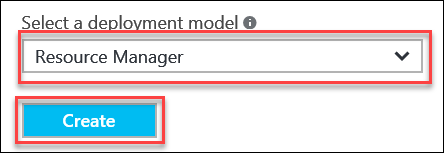 Select a deployment model
Resource Manager
Create